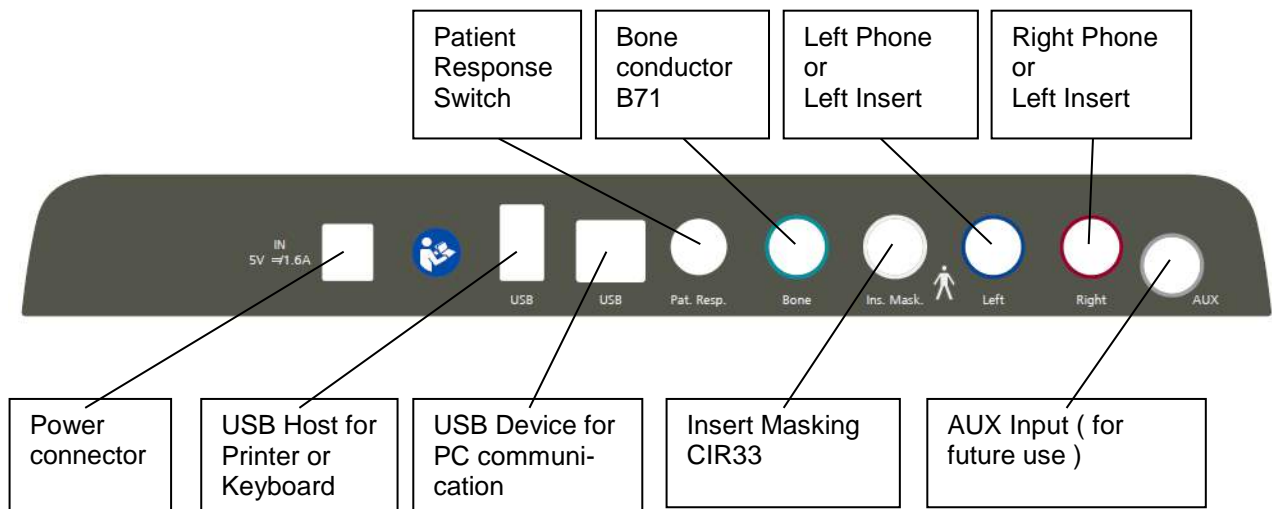 Patient
Response
Switch
Bone
conductor
B71
Left Phone
or
Left Insert
Right Phone
or
Left Insert
IN
5V ⎓/1.6A
USB
USB
Pat. Resp.
Bone
Ins. Mask.
Left
Right
AUX
Power
connector
USB Host for
Printer or
Keyboard
USB Device for
PC communi-
cation
Insert Masking
CIR33
AUX Input ( for
future use )